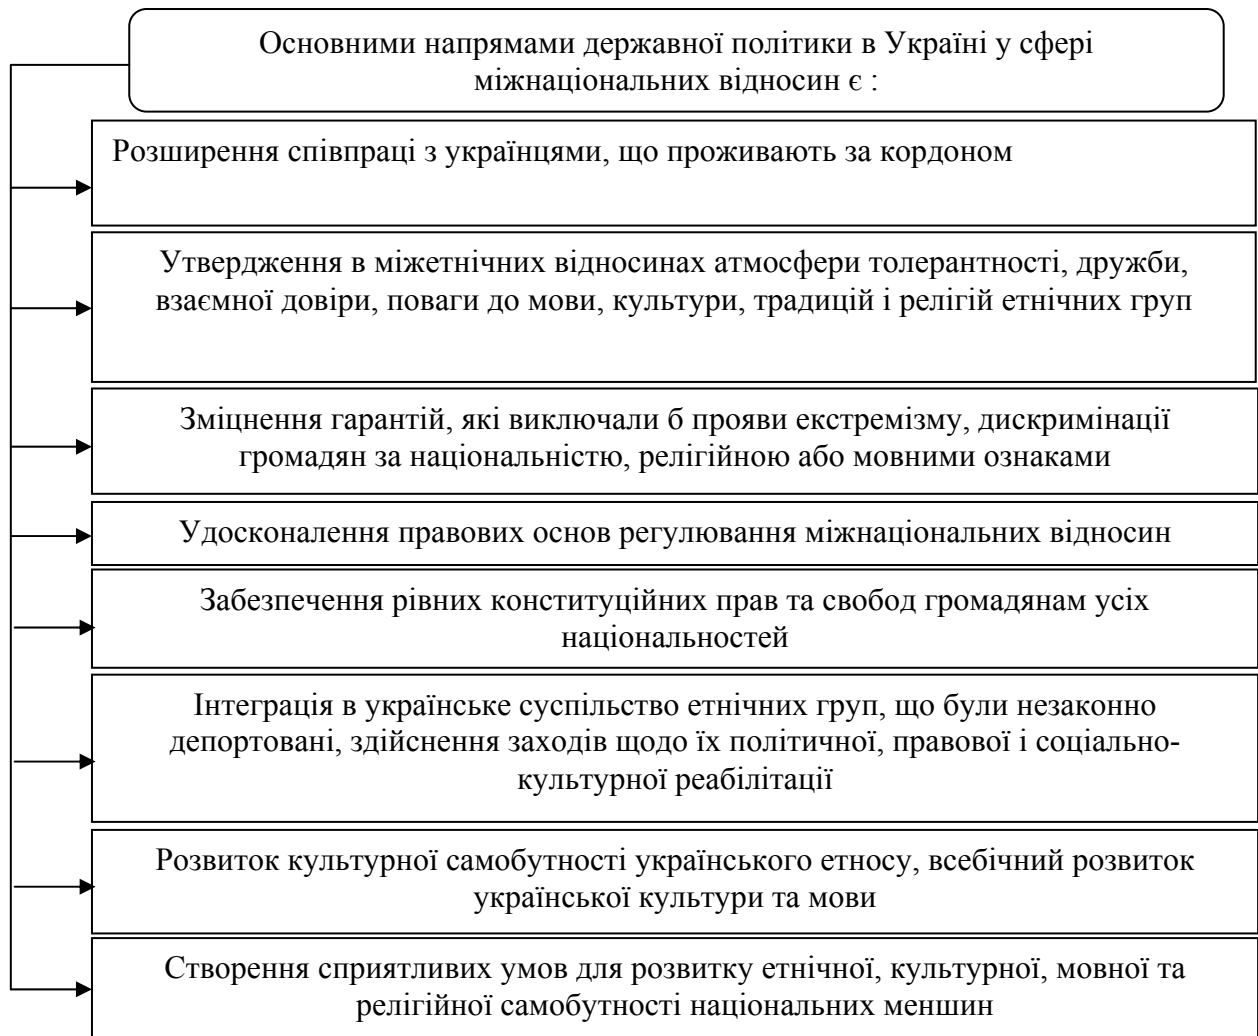 Основними напрямами державної політики в Україні у сфері
міжнаціональних відносин є :
Розширення співпраці з українцями, що проживають за кордоном
Утвердження в міжетнічних відносинах атмосфери толерантності, дружби,
взаємної довіри, поваги до мови, культури, традицій і релігій етнічних груп
Зміцнення гарантій, які виключали б прояви екстремізму, дискримінації
громадян за національністю, релігійною або мовними ознаками
Удосконалення правових основ регулювання міжнаціональних відносин
Забезпечення рівних конституційних прав та свобод громадянам усіх
національностей
Інтеграція в українське суспільство етнічних груп, що були незаконно
депортовані, здійснення заходів щодо їх політичної, правової і соціально-
культурної реабілітації
Розвиток культурної самобутності українського етносу, всебічний розвиток
української культури та мови
Створення сприятливих умов для розвитку етнічної, культурної, мовної та
релігійної самобутності національних меншин